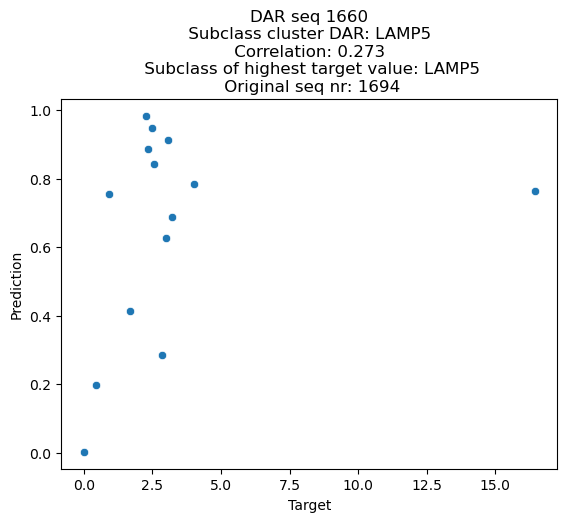 DAR seq 1660
Subclass cluster DAR: LAMP5
Correlation: 0.273
Subclass of highest target value: LAMP5
Original seq nr: 1694
1.0
0.8
0.6
0.4
0.2
0.0
Prediction
0.0 2.5 5.0 7.5 10.0 12.5 15.0
Target